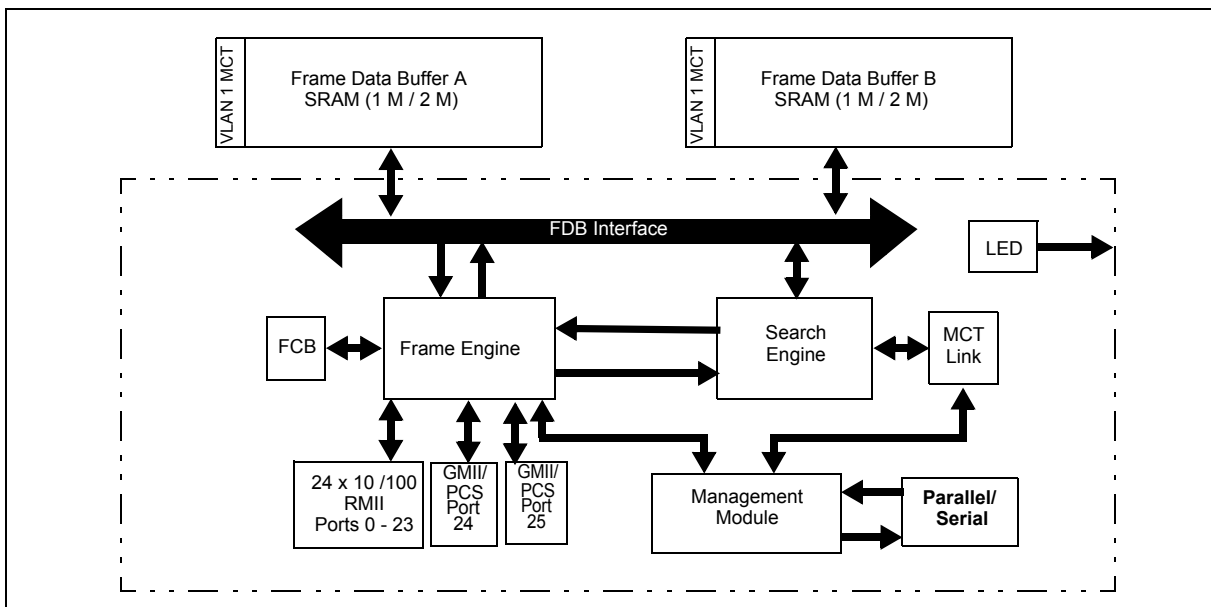 VLAN 1 MCT
Frame Data Buffer A
SRAM (1 M / 2 M)
VLAN 1 MCT
Frame Data Buffer B
SRAM (1 M / 2 M)
FDB Interface
LED
FCB
Frame Engine
Search
Engine
MCT
Link
24 x 10 /100
RMII
Ports 0 - 23
GMII/
PCS
Port
24
GMII/
PCS
Port
25
Management
Module
Parallel/
Serial